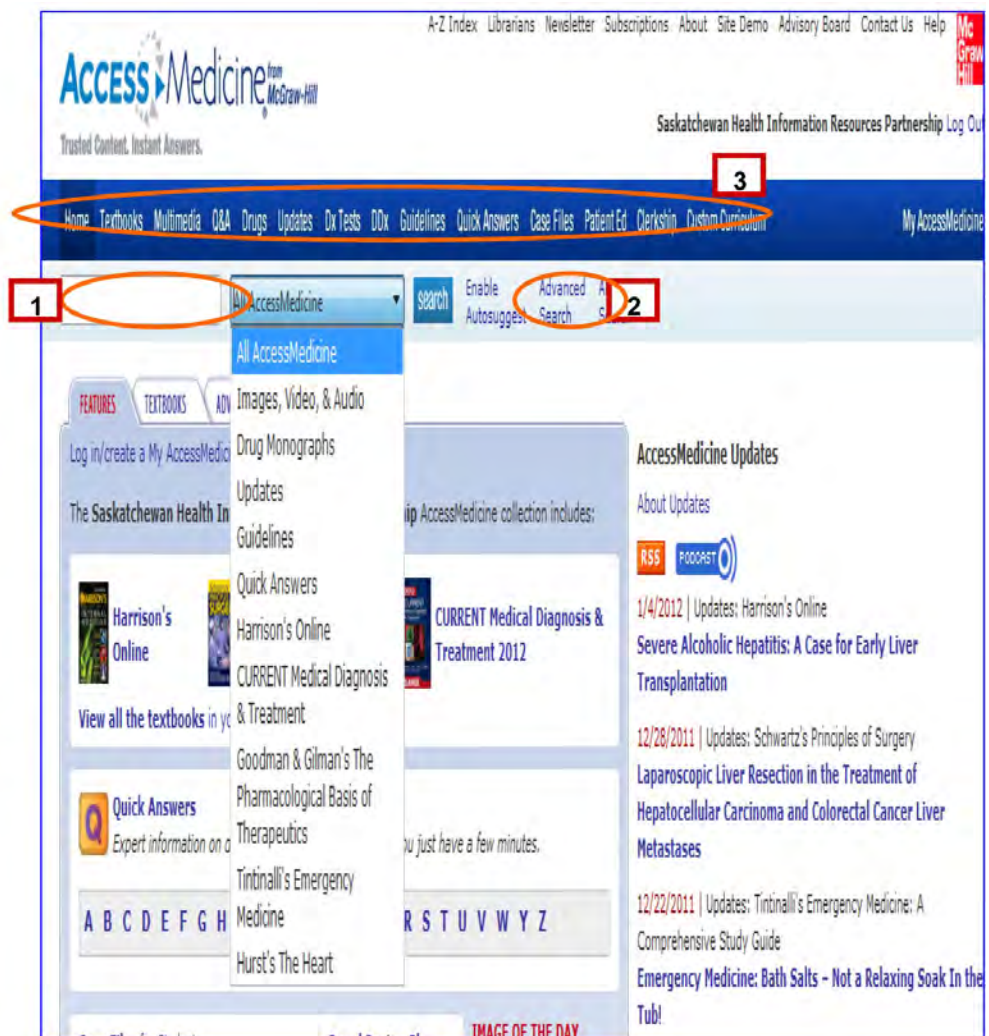 A-Z Index Librarians Newsletter Subscriptions About Site Demo Advisory Board Contact Us Help
Mc
Graw
Hill
ACCESS Medicine from
McGraw-Hill
Trusted Content. Instant Answers.
Saskatchewan Health Information Resources Partnership Log Out
3
Home Textbooks Multimedia Q&A Drugs Updates Dx Tests DDx Guidelines Quick Answers Case Files Patient Ed Clerkship Custom Curriculum My AccessMedicine
1
All AccessMedicine
search
Enable
Autosuggest
Advanced
Search
2
All AccessMedicine
Images, Video, & Audio
Drug Monographs
Updates
Guidelines
Quick Answers
Harrison's Online
CURRENT Medical Diagnosis
& Treatment
Goodman & Gilman's The
Pharmacological Basis of
Therapeutics
Tintinalli's Emergency
Medicine
Hurst's The Heart
FEATURES TEXTBOOKS
Log in/create a My
The Saskatchewan Health AccessMedicine collection includes:
Harrison's
Online
CURRENT Medical Diagnosis &
Treatment 2012
View all the textbooks in
Quick Answers
Expert information on just have a few minutes.
A B C D E F G H R S T U V W Y Z
IMAGE OF THE DAY
AccessMedicine Updates
About Updates
RSS PODCAST
1/4/2012 | Updates: Harrison's Online
Severe Alcoholic Hepatitis: A Case for Early Liver
Transplantation
12/28/2011 | Updates: Schwartz's Principles of Surgery
Laparoscopic Liver Resection in the Treatment of
Hepatocellular Carcinoma and Colorectal Cancer Liver
Metastases
12/22/2011 | Updates: Tintinalli's Emergency Medicine: A
Comprehensive Study Guide
Emergency Medicine: Bath Salts – Not a Relaxing Soak In the
Tub!